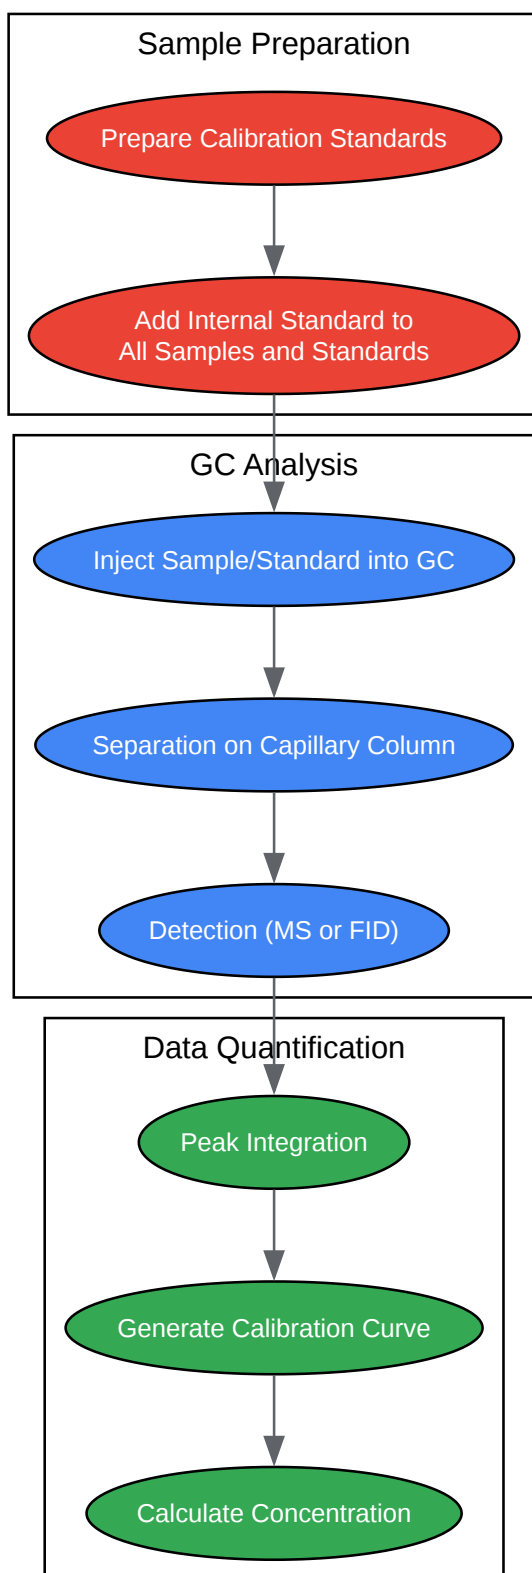 Sample Preparation
Prepare Calibration Standards
Add Internal Standard to
All Samples and Standards
GC Analysis
Inject Sample/Standard into GC
Separation on Capillary Column
Detection (MS or FID)
Data Quantification
Peak Integration
Generate Calibration Curve
Calculate Concentration